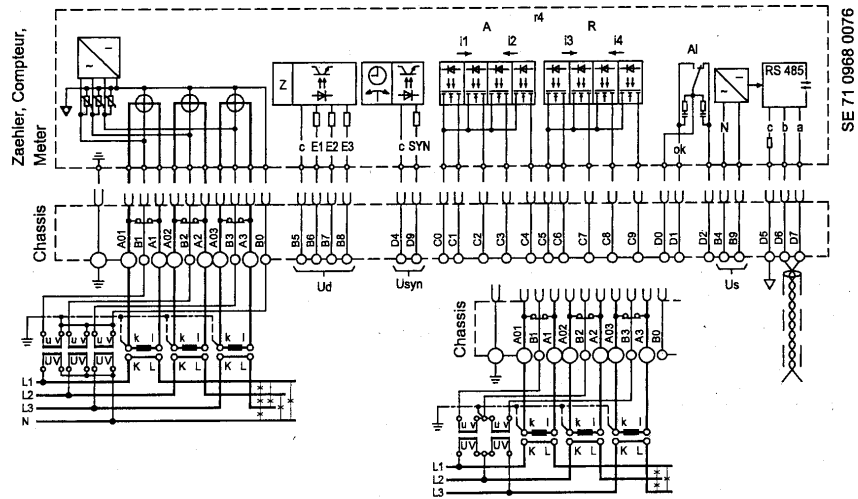 SE 71 0968 0076
Zaehler, Compteur,
Meter
A r4 R
i1 i2 i3 i4
AI
RS 485
Z
c E1 E2 E3
c SYN
ok
N
c b a
Chassis
A01 B1 A1 A02 B2 A2 A03 B3 A3 B0
B5 B6 B7 B8
D4 D9
C0 C1 C2 C3 C4 C5 C6 C7 C8 C9
D0 D1 D2 B4 B9
D5 D6 D7
Ud
Usyn
Us
u v u v u v
U V U V U V
k l k l k l
K L K L K L
L1
L2
L3
N
Chassis
A01 B1 A1 A02 B2 A2 A03 B3 A3 B0
u v u v
U V U V
k l k l k l
K L K L K L
L1
L2
L3